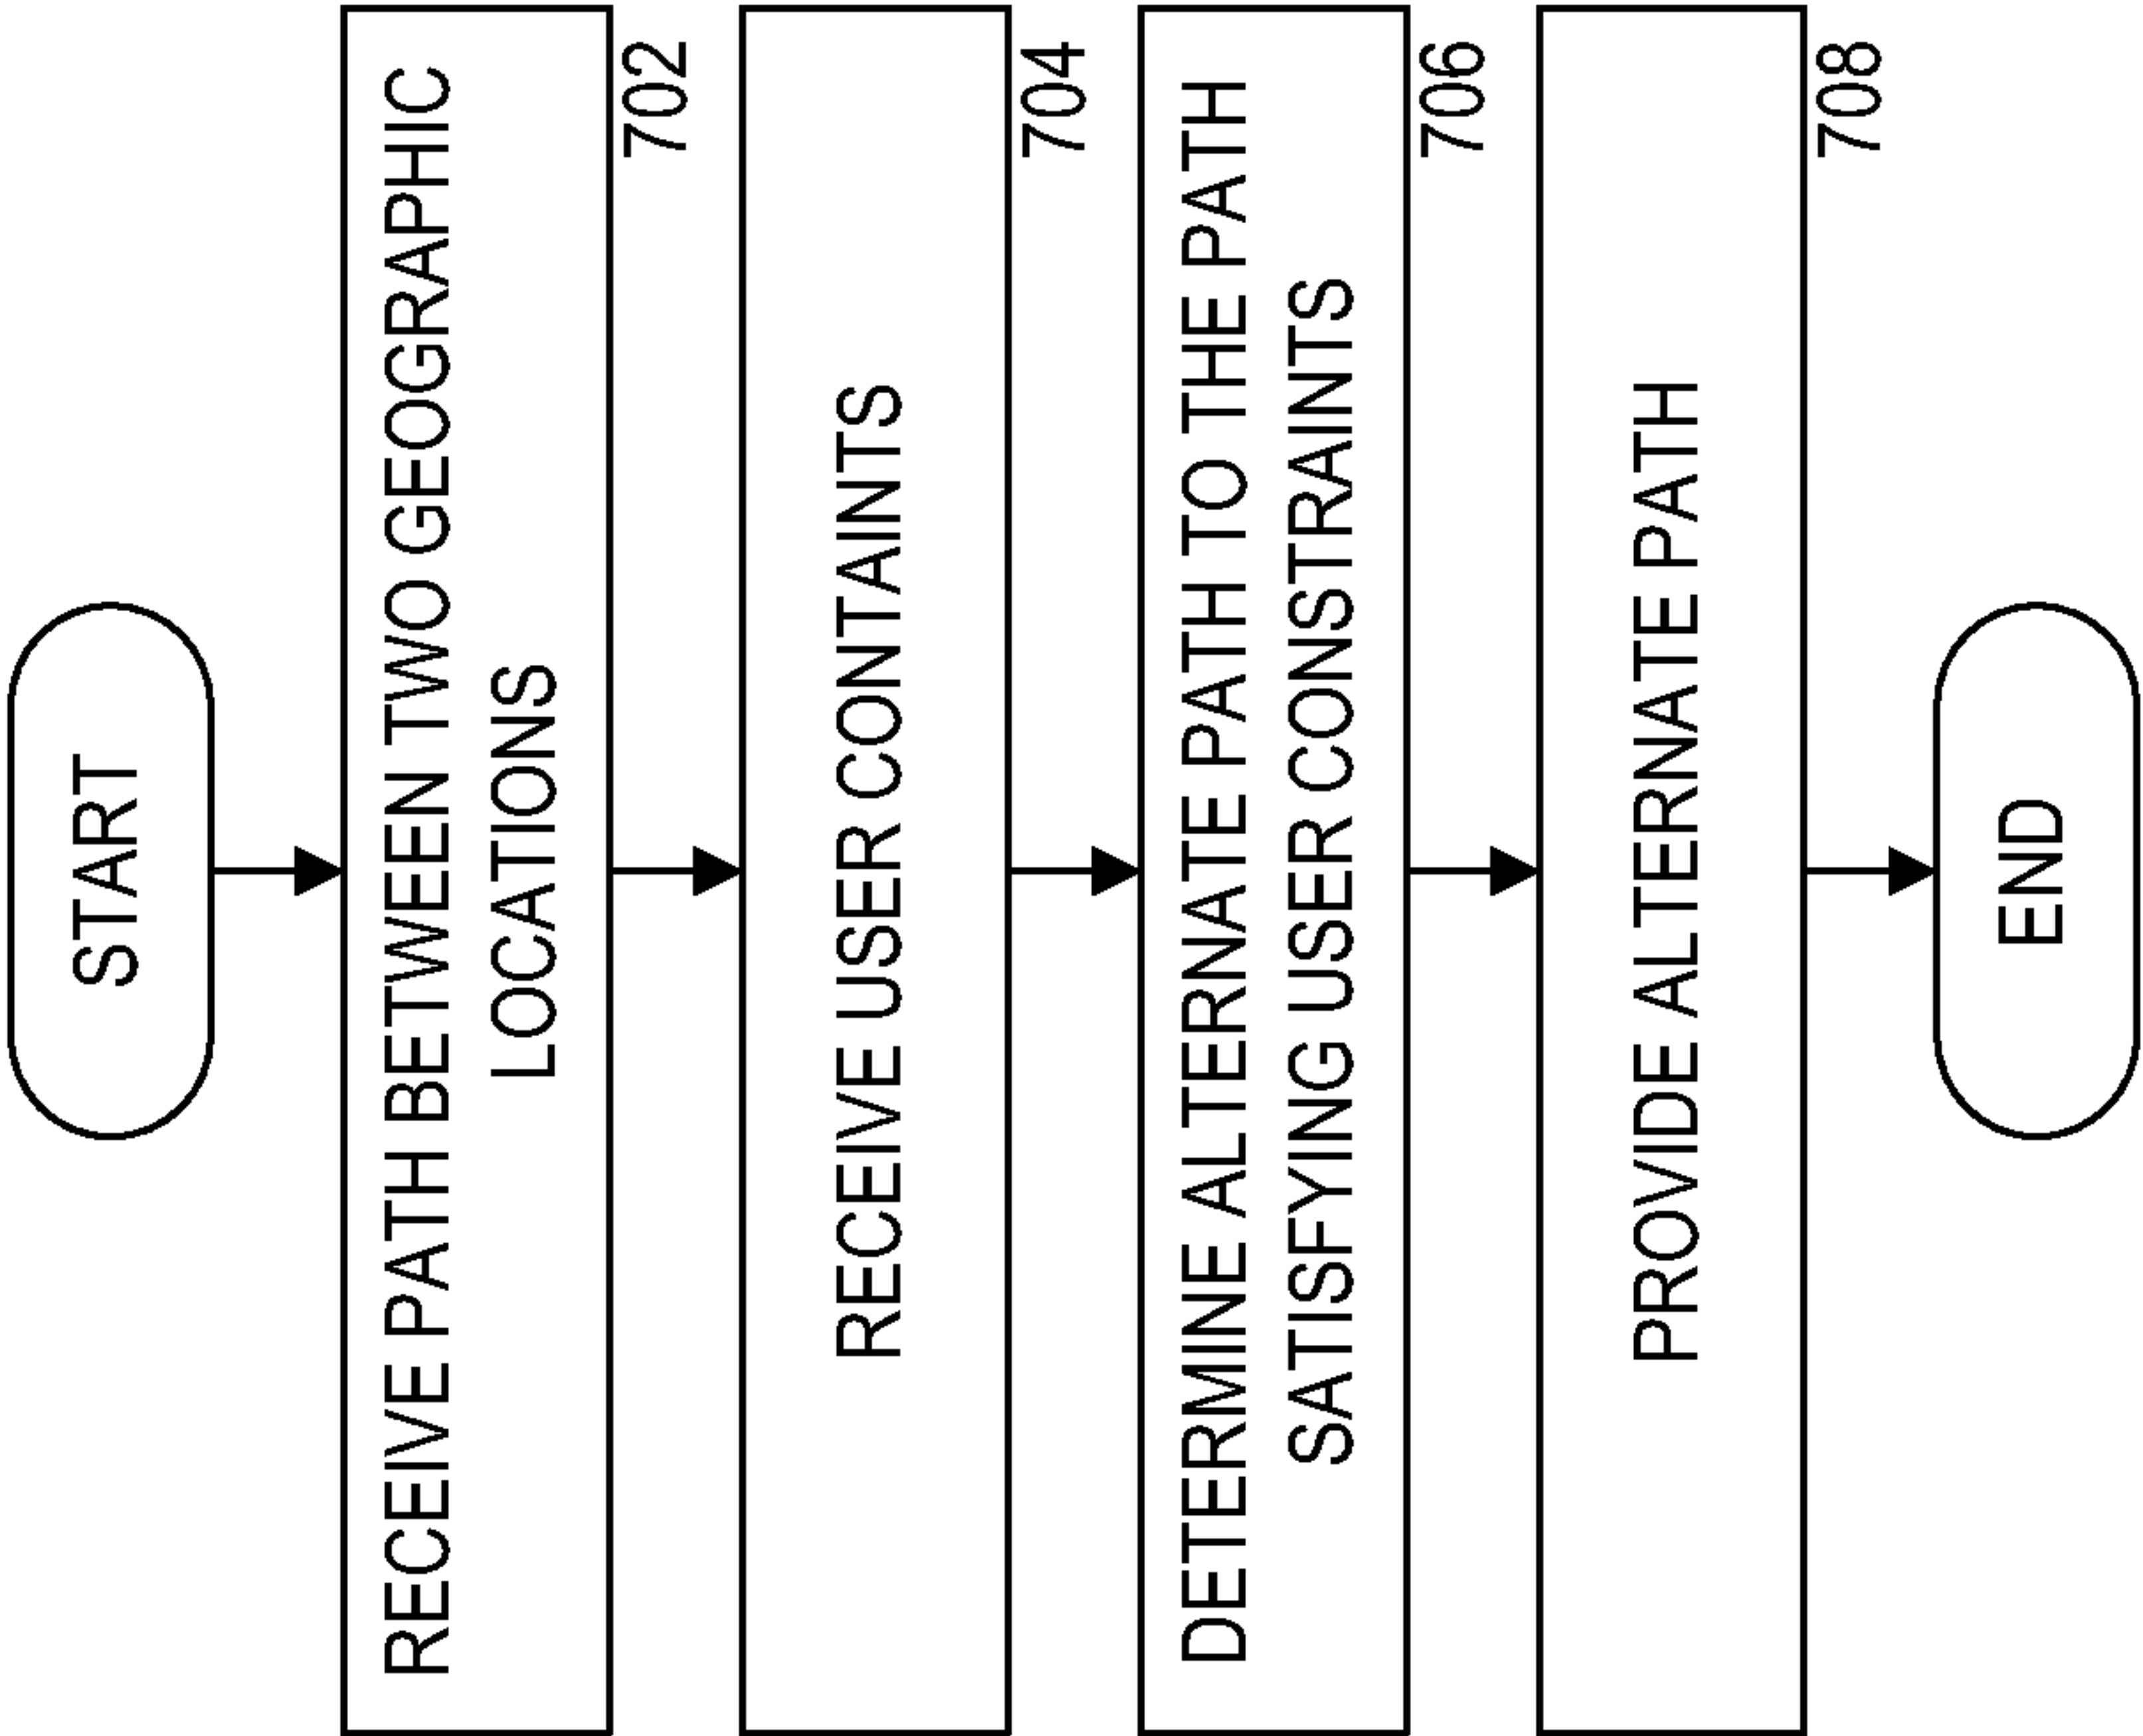 START
RECEIVE PATH BETWEEN TWO GEOGRAPHIC
LOCATIONS
702
RECEIVE USER CONTAINTS
704
DETERMINE ALTERNATE PATH TO THE PATH
SATISFYING USER CONSTRAINTS
706
PROVIDE ALTERNATE PATH
708
END